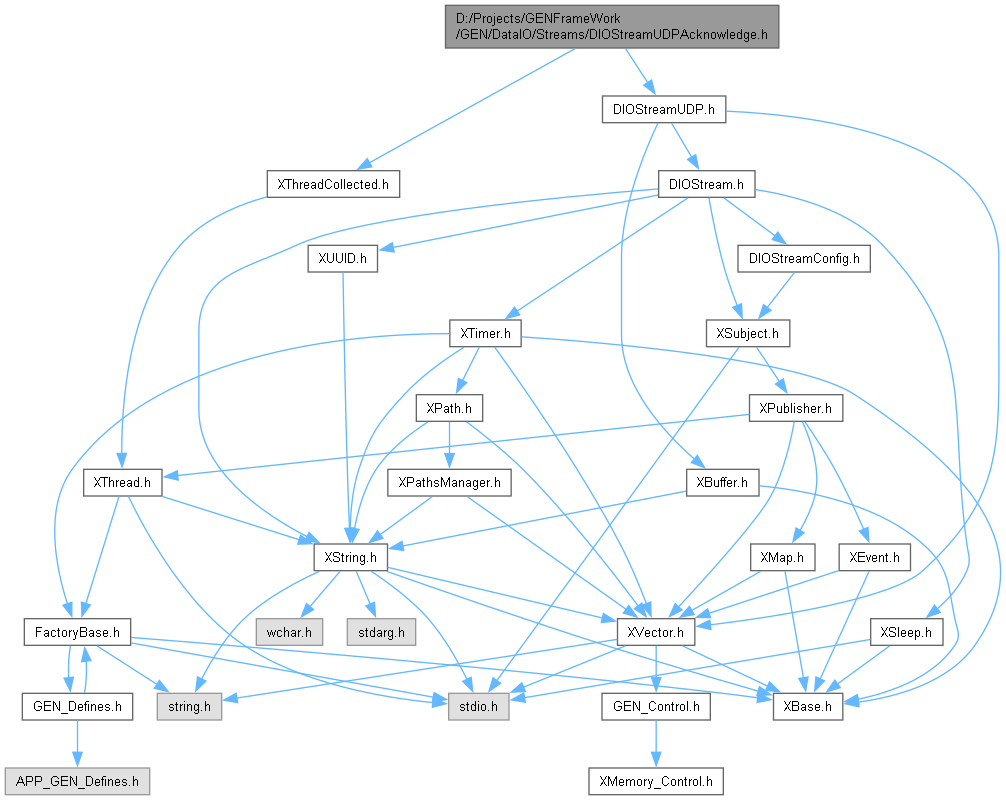 D:/Projects/GENFrameWork
/GEN/DataIO/Streams/DIOStreamUDPAcknowledge.h
DIOStreamUDP.h
XThreadCollected.h
DIOStream.h
XUUID.h
DIOStreamConfig.h
XTimer.h
XSubject.h
XPath.h
XPublisher.h
XThread.h
XPathsManager.h
XBuffer.h
XString.h
XMap.h
XEvent.h
FactoryBase.h
wchar.h
stdarg.h
XVector.h
XSleep.h
GEN_Defines.h
string.h
stdio.h
GEN_Control.h
XBase.h
APP_GEN_Defines.h
XMemory_Control.h